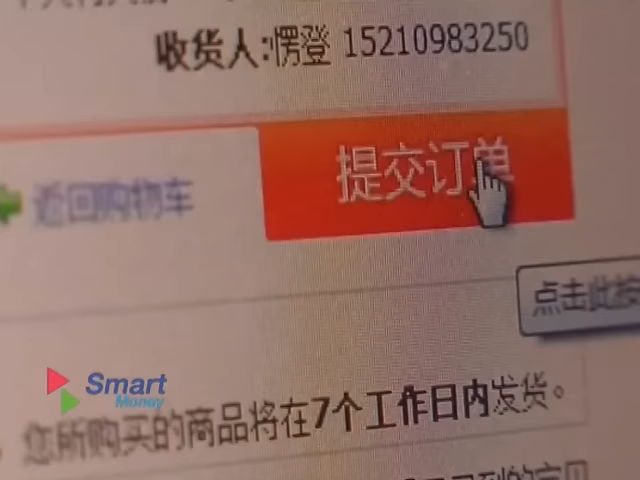 收货人:愣登 15210983250
提交订单
返回购物车
点击此按
Smart
Money
您所购买的商品将在7个工作日内发货。